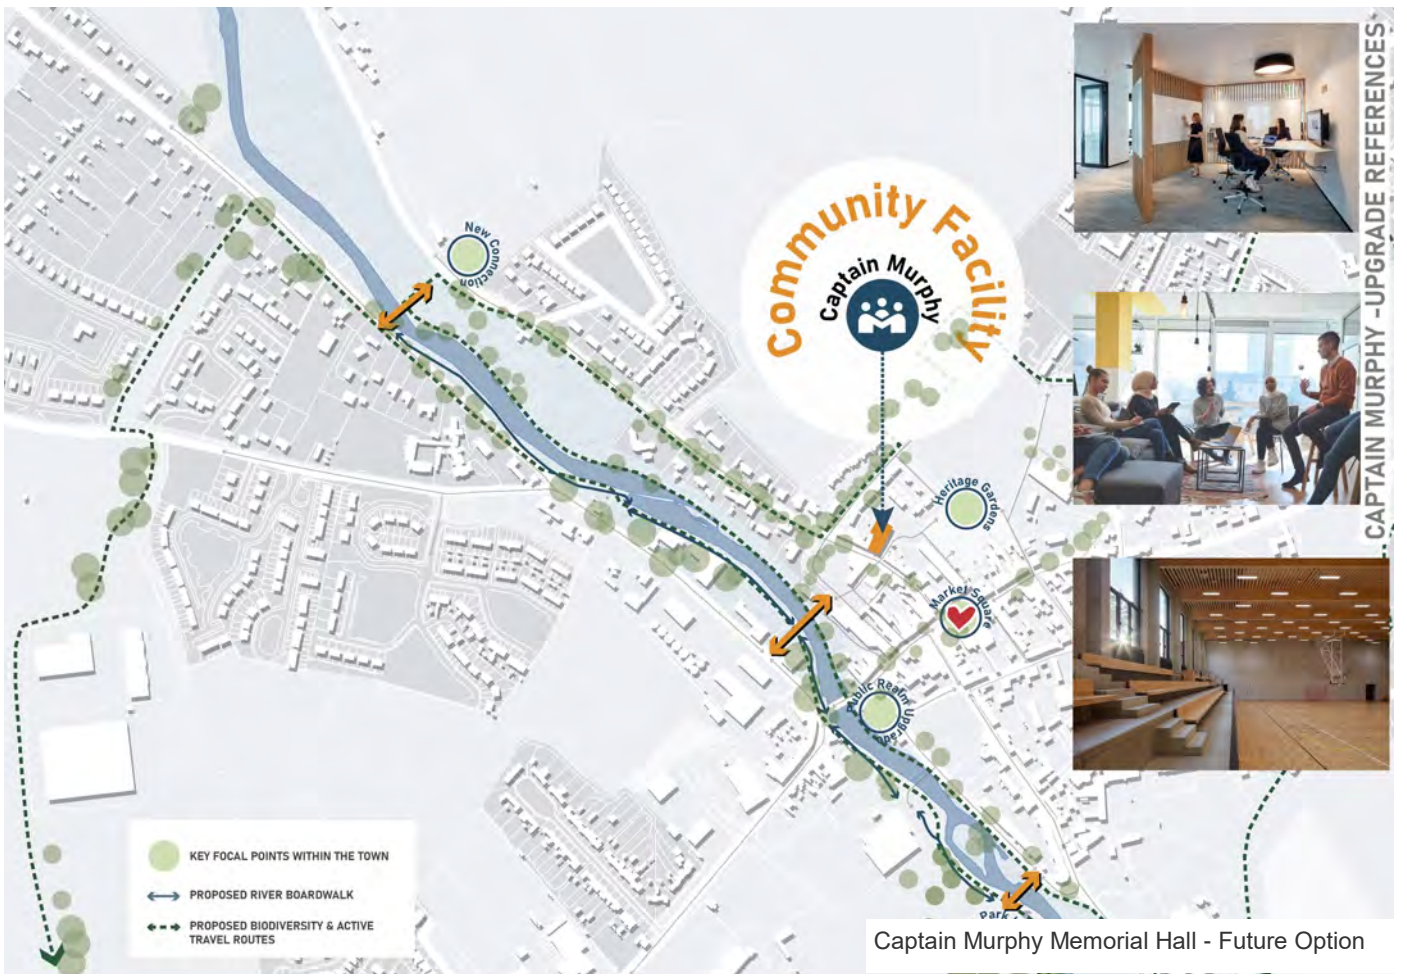 CAPTAIN MURPHY -UPGRADE REFERENCES
Community Facility
Captain Murphy
New Connection
Heritage Gardens
Market Square
Public Realm Upgrade
Park
KEY FOCAL POINTS WITHIN THE TOWN
PROPOSED RIVER BOARDWALK
PROPOSED BIODIVERSITY & ACTIVE
TRAVEL ROUTES
Captain Murphy Memorial Hall - Future Option